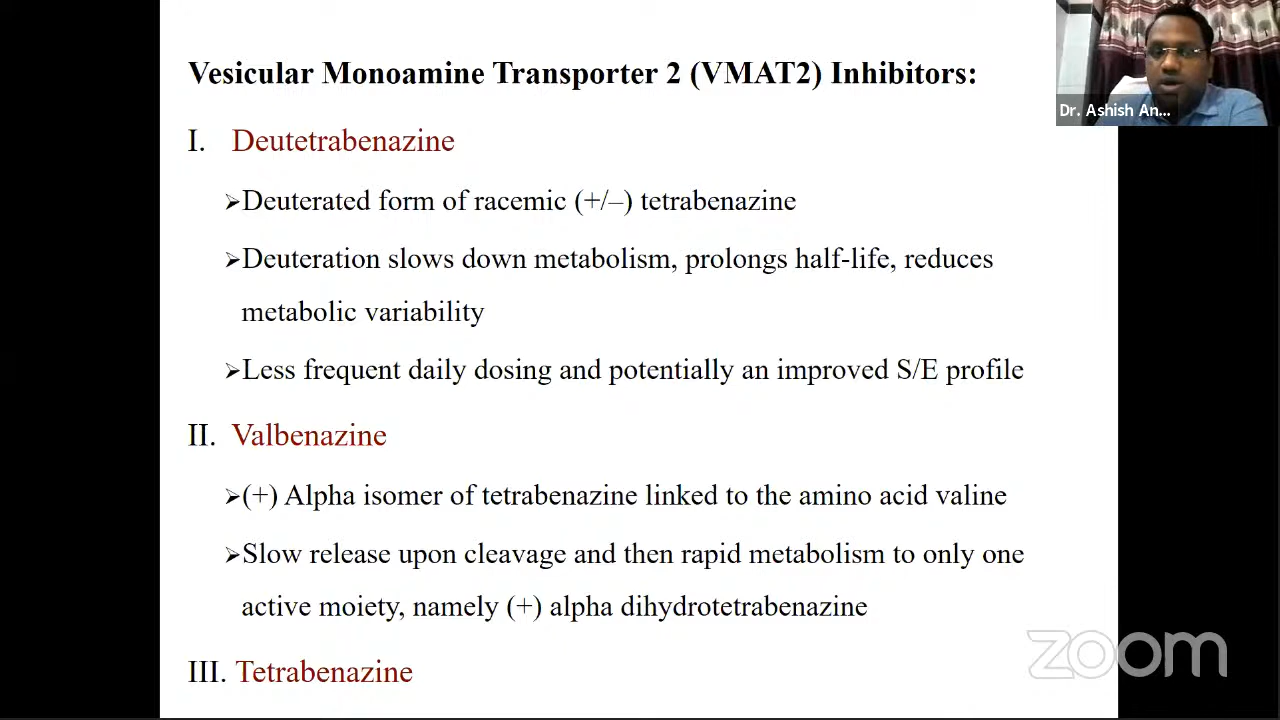 Vesicular Monoamine Transporter 2 (VMAT2) Inhibitors:
Dr. Ashish An...
I. Deutetrabenazine
➢Deuterated form of racemic (+/–) tetrabenazine
➢Deuteration slows down metabolism, prolongs half-life, reduces
metabolic variability
➢Less frequent daily dosing and potentially an improved S/E profile
II. Valbenazine
➢(+) Alpha isomer of tetrabenazine linked to the amino acid valine
➢Slow release upon cleavage and then rapid metabolism to only one
active moiety, namely (+) alpha dihydrotetrabenazine
zoom
III. Tetrabenazine